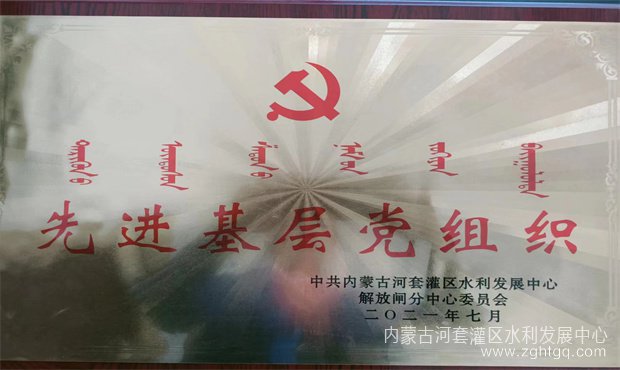 先进基层党组织
中共内蒙古河套灌区水利发展中心
解放闸分中心委员会
二〇二一年七月
内蒙古河套灌区水利发展中心
www.zghtgq.com